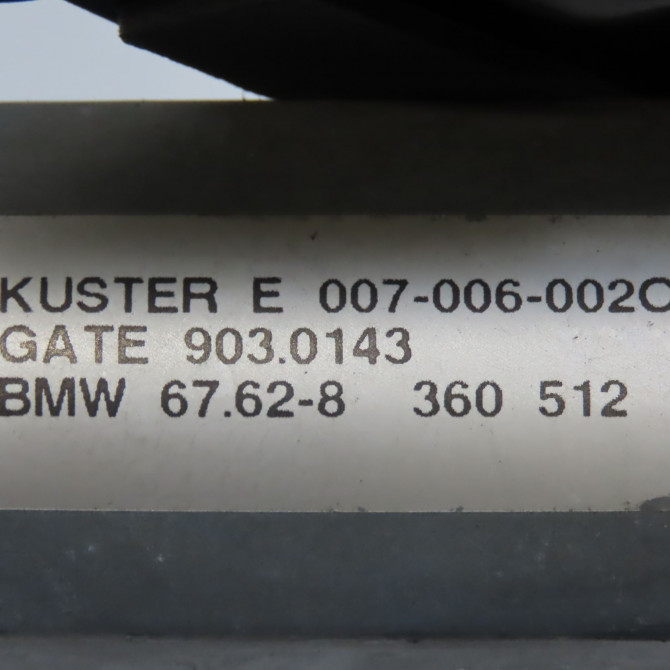 KUSTER E 007-006-002C
GATE 903.0143
BMW 67.62-8 360 512